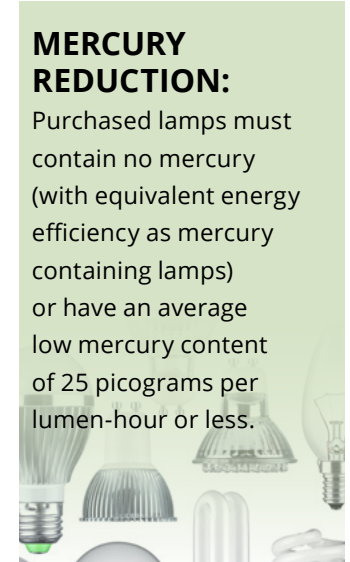 MERCURY
REDUCTION:
Purchased lamps must
contain no mercury
(with equivalent energy
efficiency as mercury
containing lamps)
or have an average
low mercury content
of 25 picograms per
lumen-hour or less.